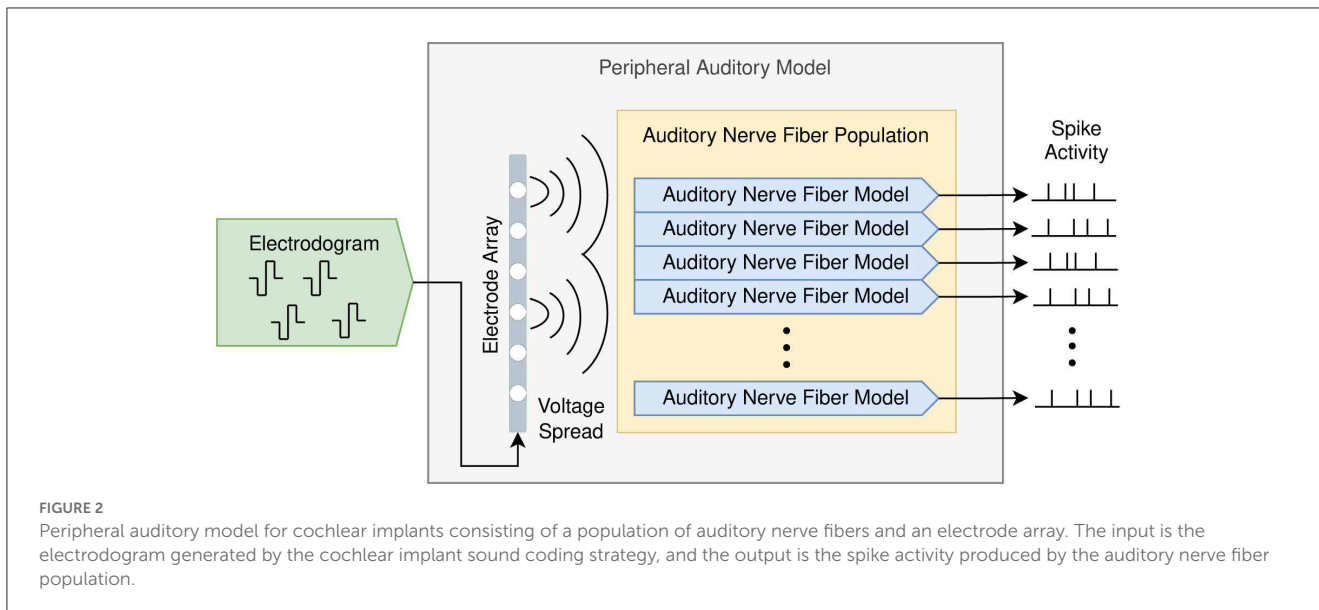 Peripheral Auditory Model
Auditory Nerve Fiber Population
Spike
Activity
Electrodogram
Electrode Array
Auditory Nerve Fiber Model
Auditory Nerve Fiber Model
Auditory Nerve Fiber Model
Auditory Nerve Fiber Model
Auditory Nerve Fiber Model
Voltage
Spread
FIGURE 2
Peripheral auditory model for cochlear implants consisting of a population of auditory nerve fibers and an electrode array. The input is the
electrodogram generated by the cochlear implant sound coding strategy, and the output is the spike activity produced by the auditory nerve fiber
population.